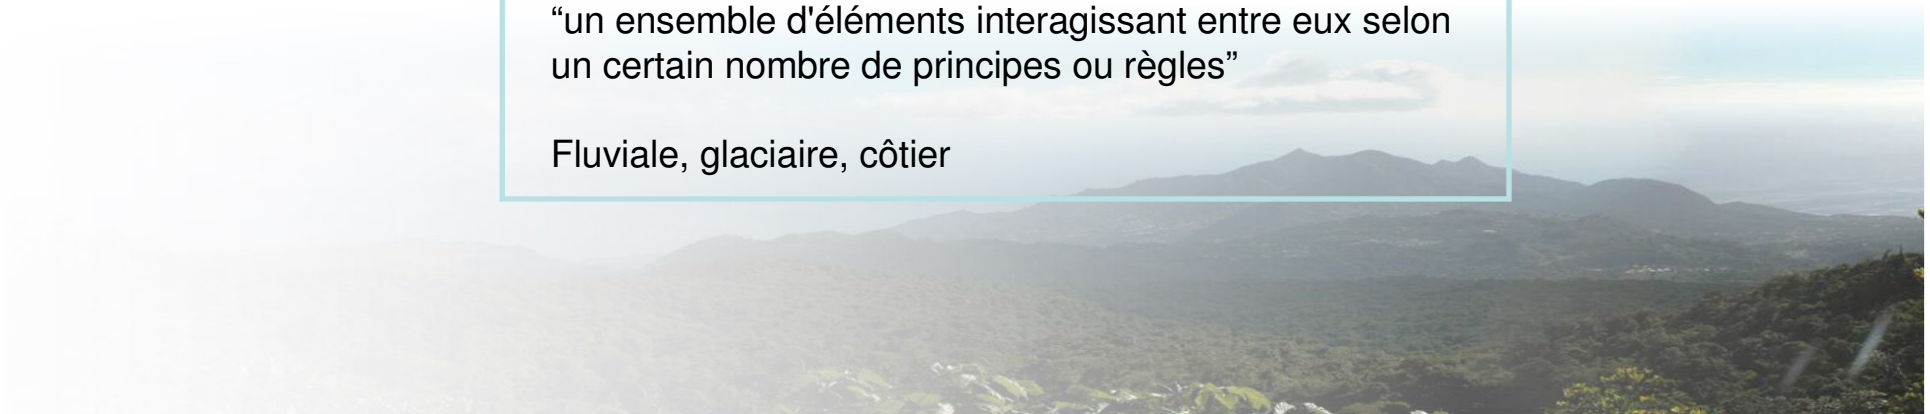 “un ensemble d'éléments interagissant entre eux selon
un certain nombre de principes ou règles”
Fluviale, glaciaire, côtier